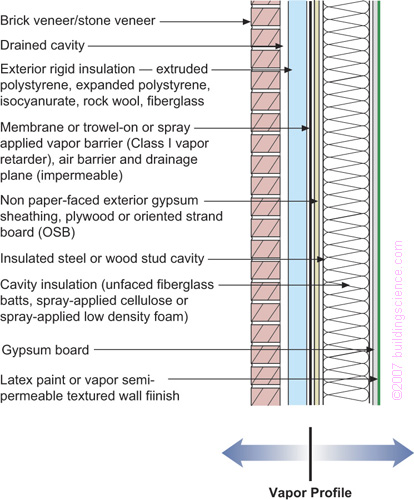 Brick veneer/stone veneer
Drained cavity
Exterior rigid insulation — extruded
polystyrene, expanded polystyrene,
isocyanurate, rock wool, fiberglass
Membrane or trowel-on or spray
applied vapor barrier (Class I vapor
retarder), air barrier and drainage
plane (impermeable)
Non paper-faced exterior gypsum
sheathing, plywood or oriented strand
board (OSB)
Insulated steel or wood stud cavity
Cavity insulation (unfaced fiberglass
batts, spray-applied cellulose or
spray-applied low density foam)
Gypsum board
Latex paint or vapor semi-
permeable textured wall fiinish
Vapor Profile
©2007 buildingscience.com